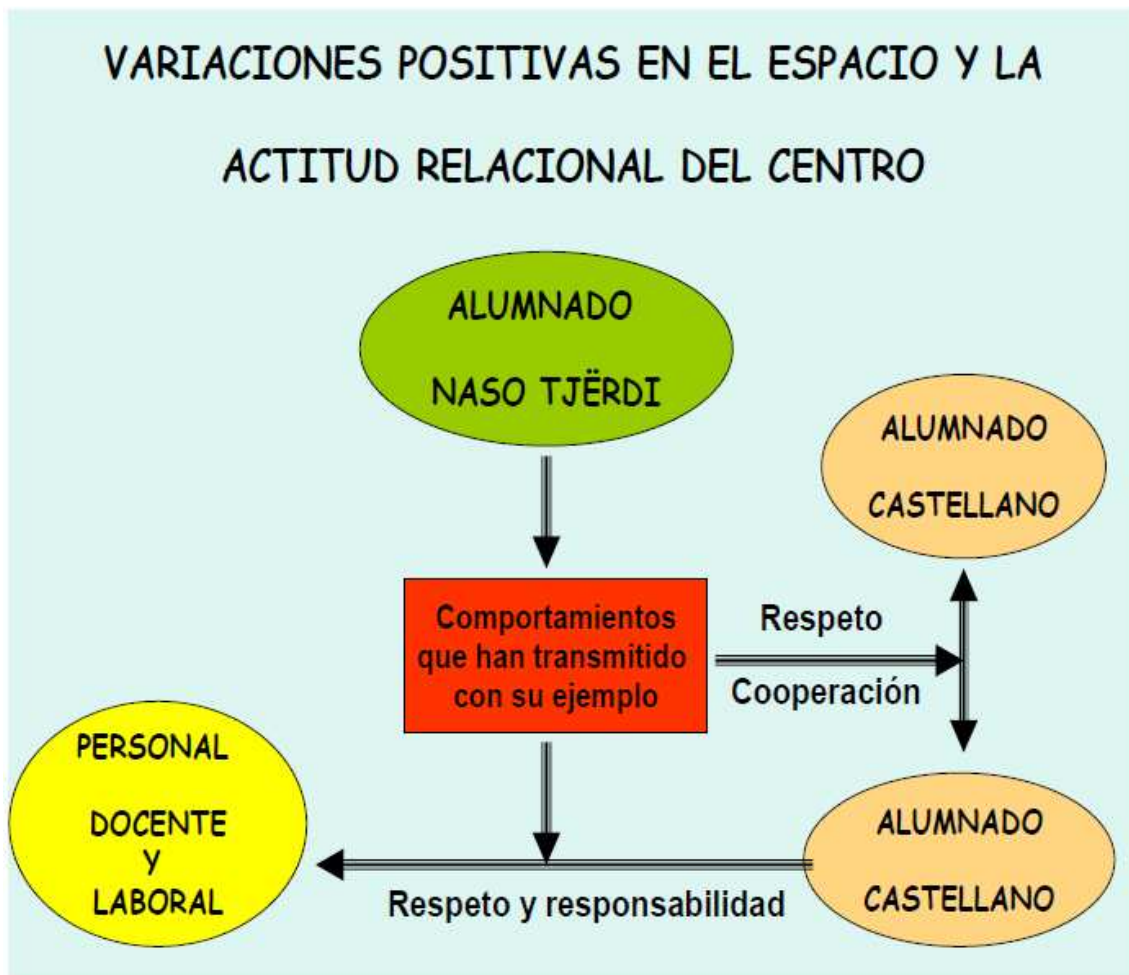 VARIACIONES POSITIVAS EN EL ESPACIO Y LA
ACTITUD RELACIONAL DEL CENTRO
ALUMNADO
NASO TJËRDI
ALUMNADO
CASTELLANO
Comportamientos
que han transmitido
con su ejemplo
Respeto
Cooperación
PERSONAL
DOCENTE
Y
LABORAL
Respeto y responsabilidad
ALUMNADO
CASTELLANO